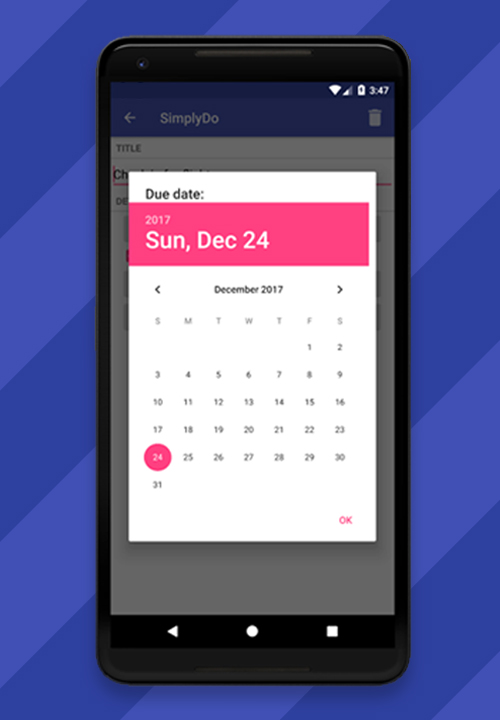 3:47
SimplyDo
TITLE
Due date:
2017
Sun, Dec 24
December 2017
S M T W T F S
1 2
3 4 5 6 7 8 9
10 11 12 13 14 15 16
17 18 19 20 21 22 23
24 25 26 27 28 29 30
31
OK